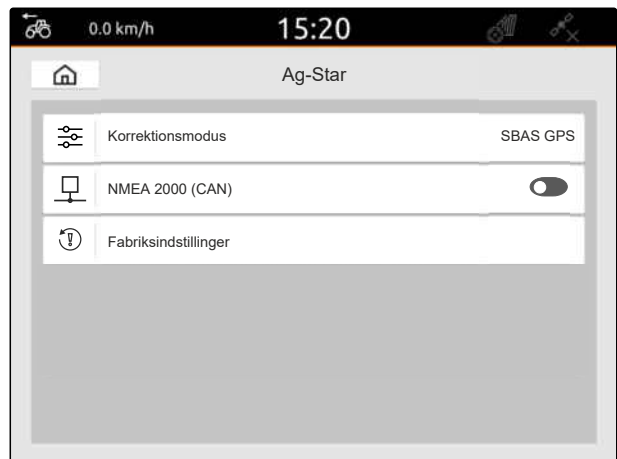 0.0 km/h 15:20
Ag-Star
Korrektionsmodus SBAS GPS
NMEA 2000 (CAN)
Fabriksindstillinger